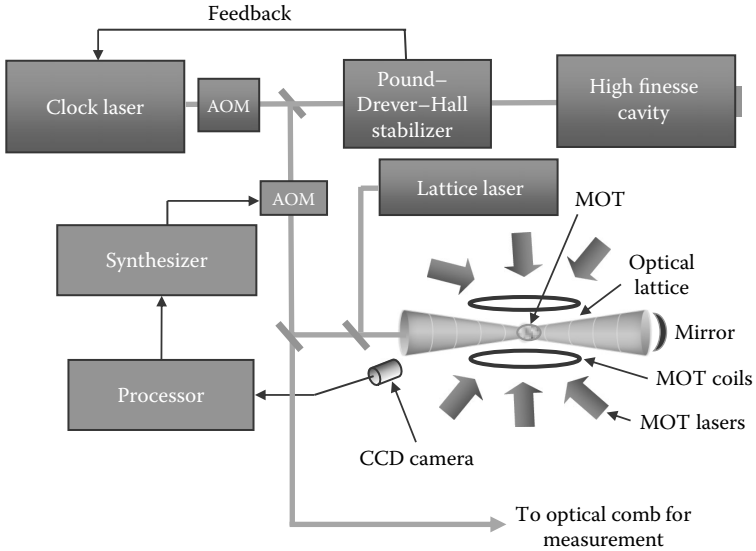 Feedback
Clock laser
AOM
Pound–
Drever–Hall
stabilizer
High finesse
cavity
Lattice laser
AOM
MOT
Synthesizer
Optical
lattice
Mirror
Processor
MOT coils
MOT lasers
CCD camera
To optical comb for
measurement